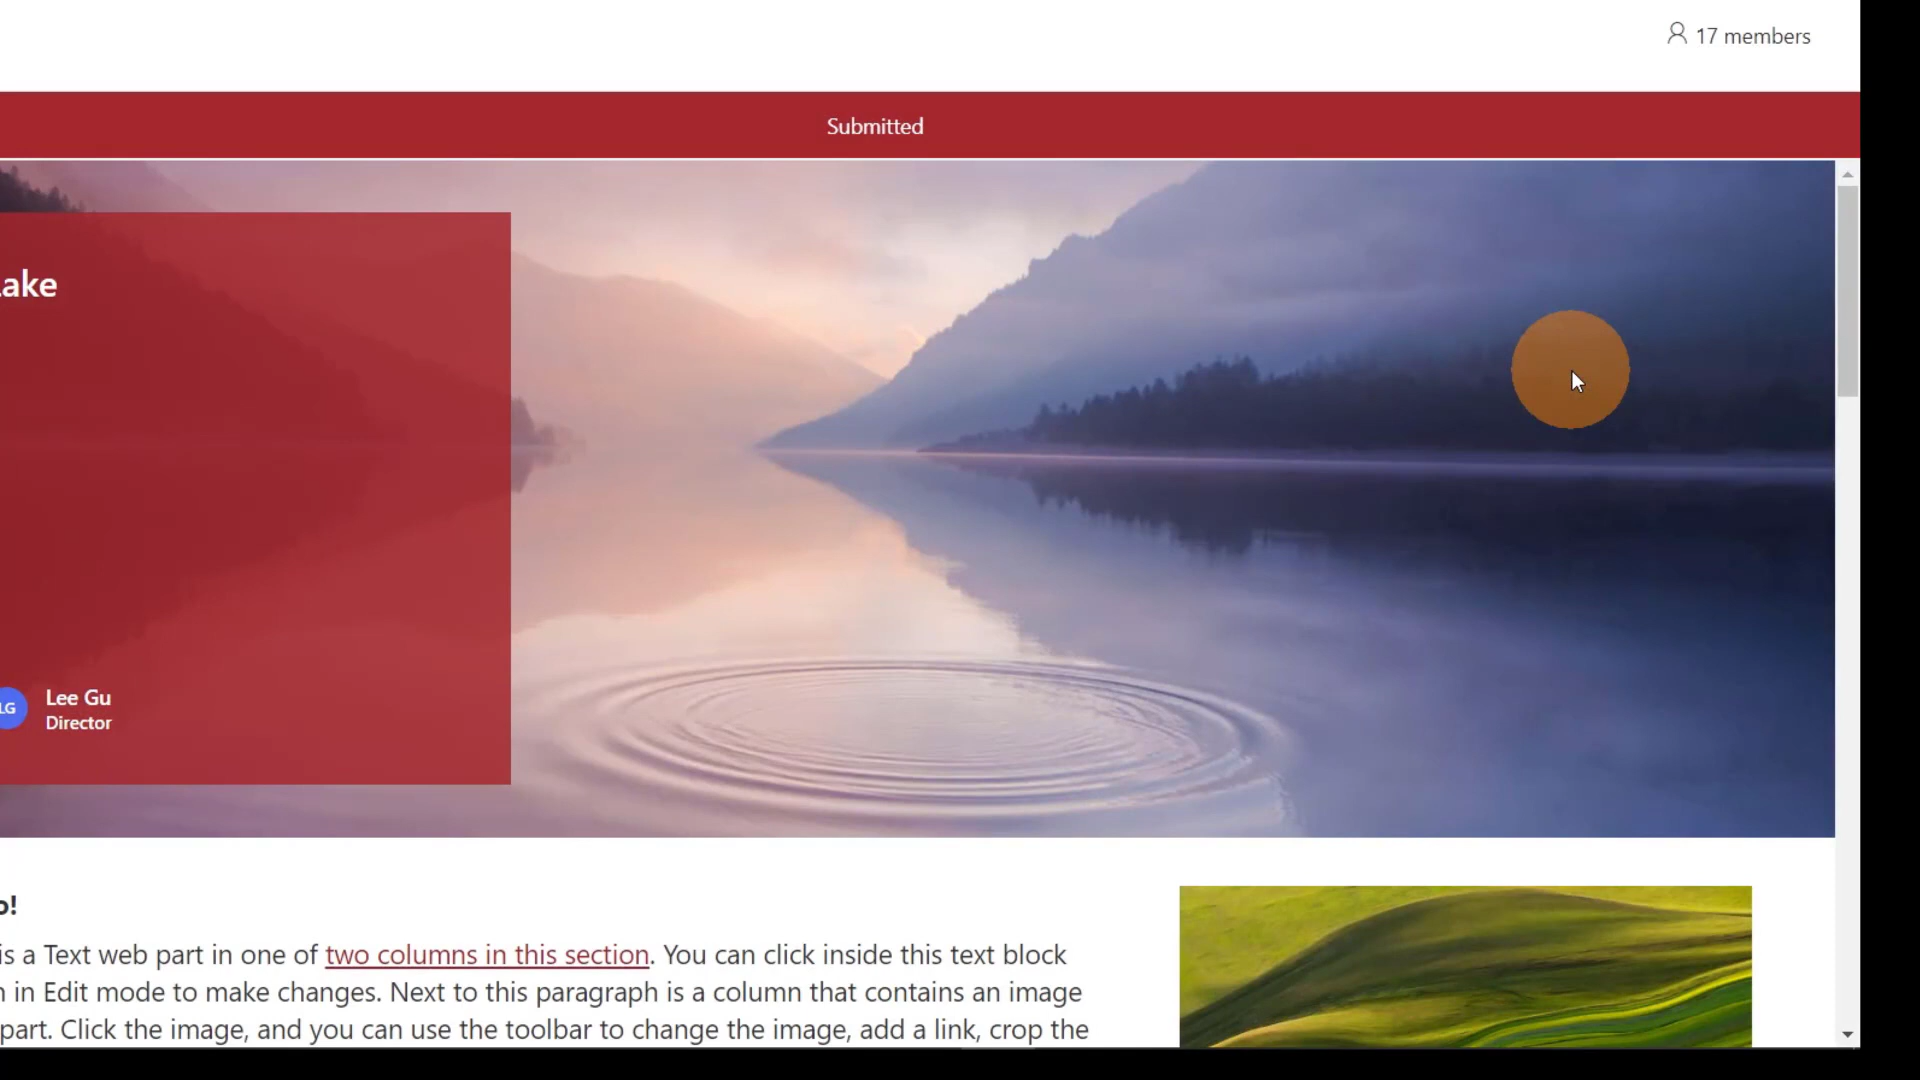 17 members
Submitted
ake
LG
Lee Gu
Director
o!
is a Text web part in one of two columns in this section. You can click inside this text block
in Edit mode to make changes. Next to this paragraph is a column that contains an image
part. Click the image, and you can use the toolbar to change the image, add a link, crop the